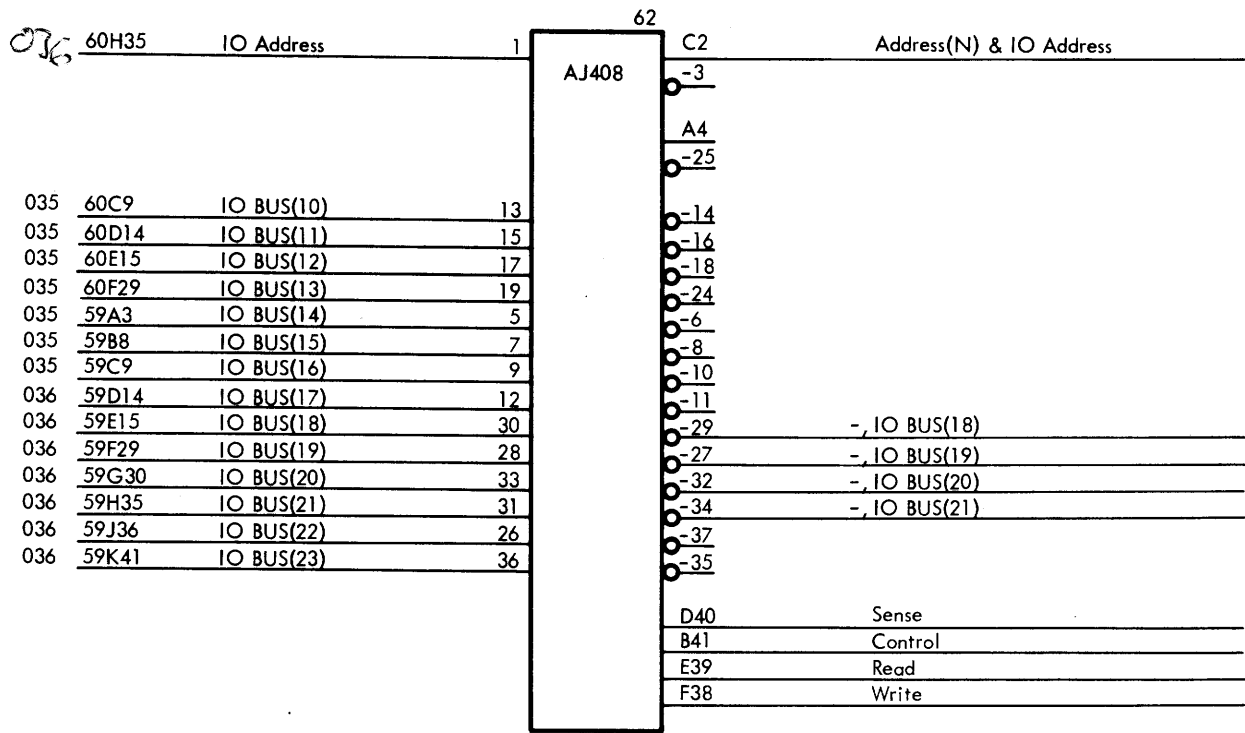 62
60H35 IO Address 1 C2 Address(N) & IO Address
AJ408
-3
A4
-25
035 60C9 IO BUS(10) 13 -14
035 60D14 IO BUS(11) 15 -16
035 60E15 IO BUS(12) 17 -18
035 60F29 IO BUS(13) 19 -24
035 59A3 IO BUS(14) 5 -6
035 59B8 IO BUS(15) 7 -8
035 59C9 IO BUS(16) 9 -10
036 59D14 IO BUS(17) 12 -11
036 59E15 IO BUS(18) 30 -29 -, IO BUS(18)
036 59F29 IO BUS(19) 28 -27 -, IO BUS(19)
036 59G30 IO BUS(20) 33 -32 -, IO BUS(20)
036 59H35 IO BUS(21) 31 -34 -, IO BUS(21)
036 59J36 IO BUS(22) 26 -37
036 59K41 IO BUS(23) 36 -35
D40 Sense
B41 Control
E39 Read
F38 Write